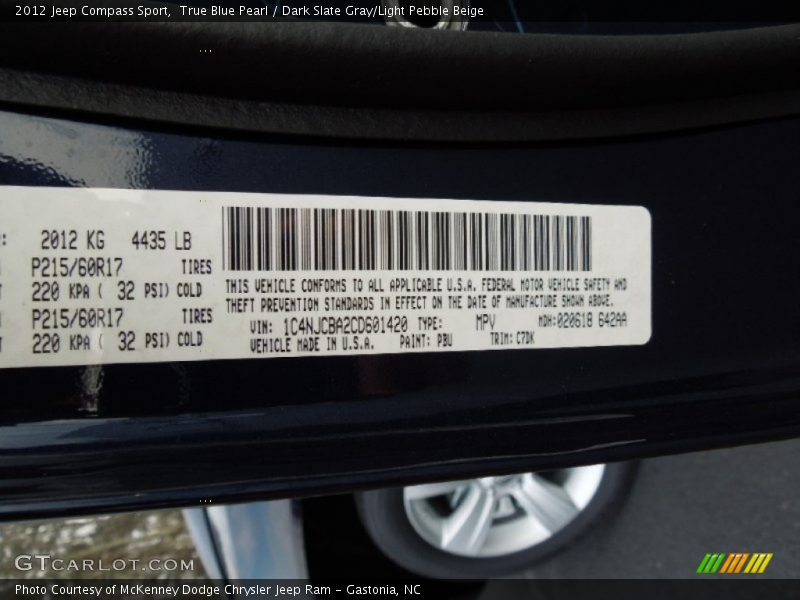 2012 Jeep Compass Sport, True Blue Pearl / Dark Slate Gray/Light Pebble Beige
: 2012 KG 4435 LB
P215/60R17 TIRES
220 KPA ( 32 PSI) COLD
P215/60R17 TIRES
220 KPA ( 32 PSI) COLD
THIS VEHICLE CONFORMS TO ALL APPLICABLE U.S.A. FEDERAL MOTOR VEHICLE SAFETY AND
THEFT PREVENTION STANDARDS IN EFFECT ON THE DATE OF MANUFACTURE SHOWN ABOVE.
VIN: 1C4NJCBA2CD601420 TYPE: MPV MDH:020618 642AA
VEHICLE MADE IN U.S.A. PAINT: PBU TRIM: C7DK
GTCARLOT.COM
Photo Courtesy of McKenney Dodge Chrysler Jeep Ram - Gastonia, NC